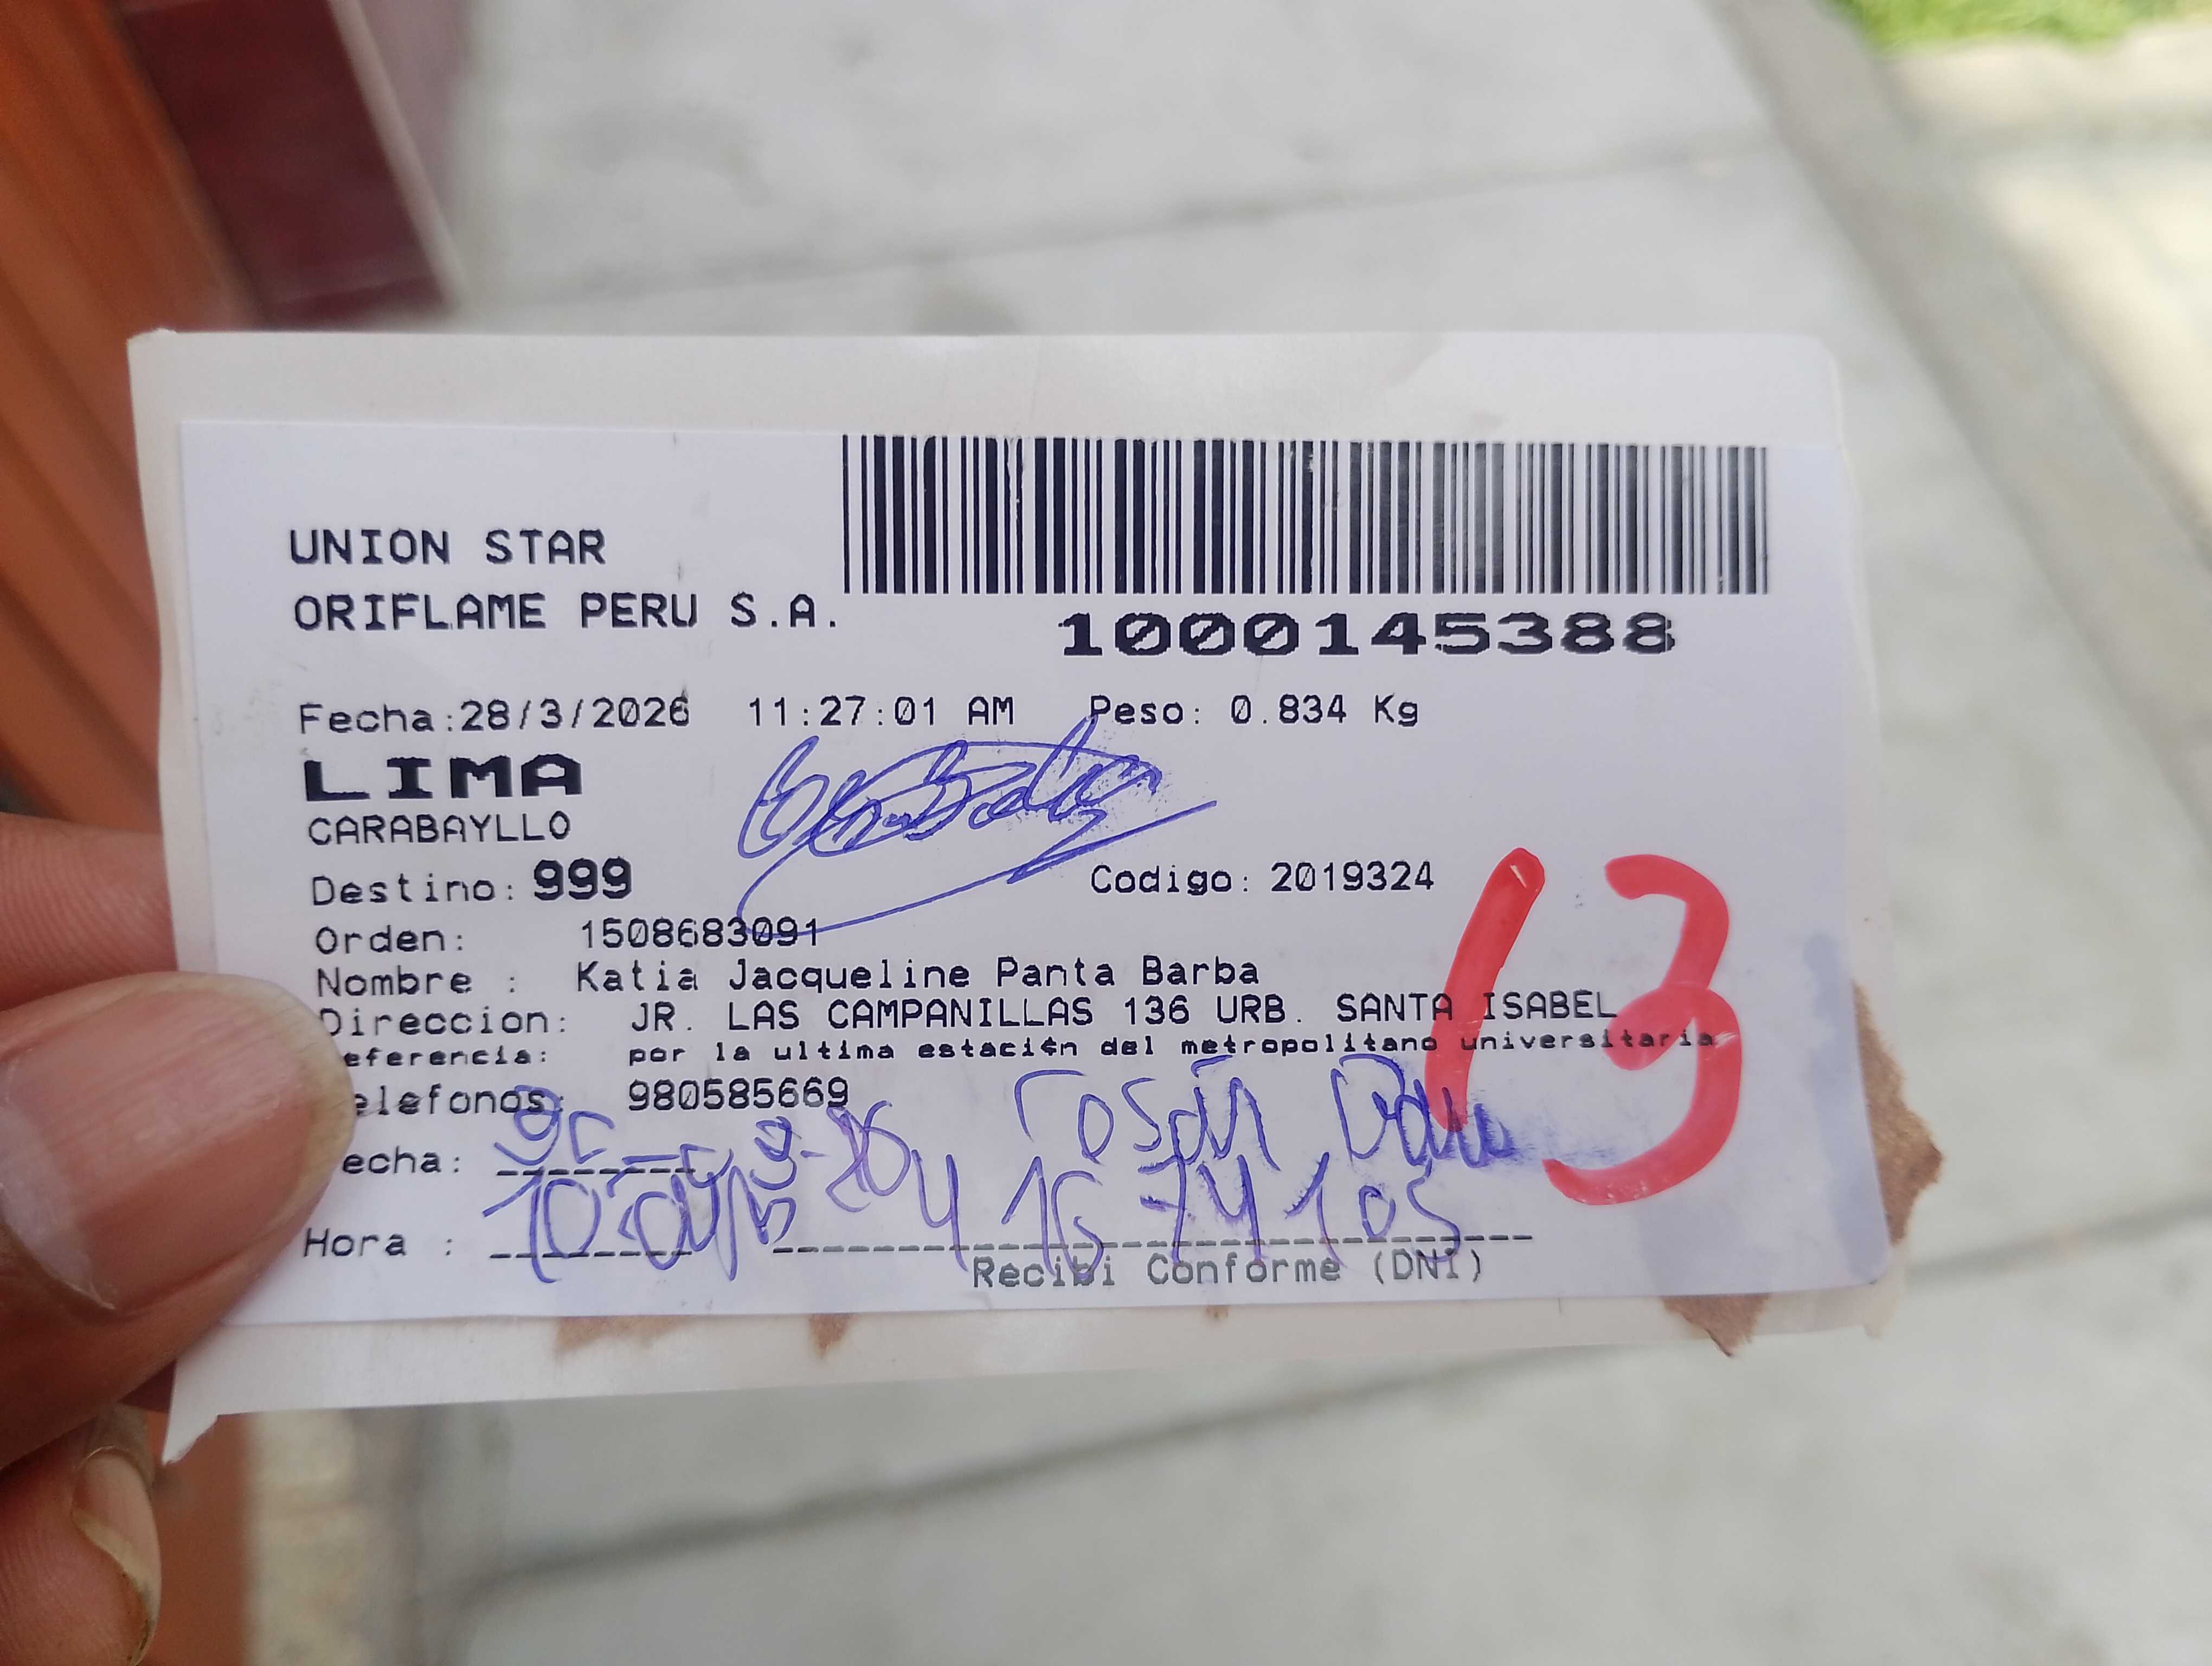 UNION STAR
ORIFLAME PERU S.A.
1000145388
Fecha:28/3/2026 11:27:01 AM Peso: 0.834 Kg
LIMA
CARABAYLLO
Destino: 999 Codigo: 2019324
13
Orden: 1508683091
Nombre : Katia Jacqueline Panta Barba
Direccion: JR. LAS CAMPANILLAS 136 URB. SANTA ISABEL
eferencia: por la ultima estaci¢n del metropolitano universitaria
elefonos: 980585669
echa:
Hora :
Recibi Conforme (DNI)